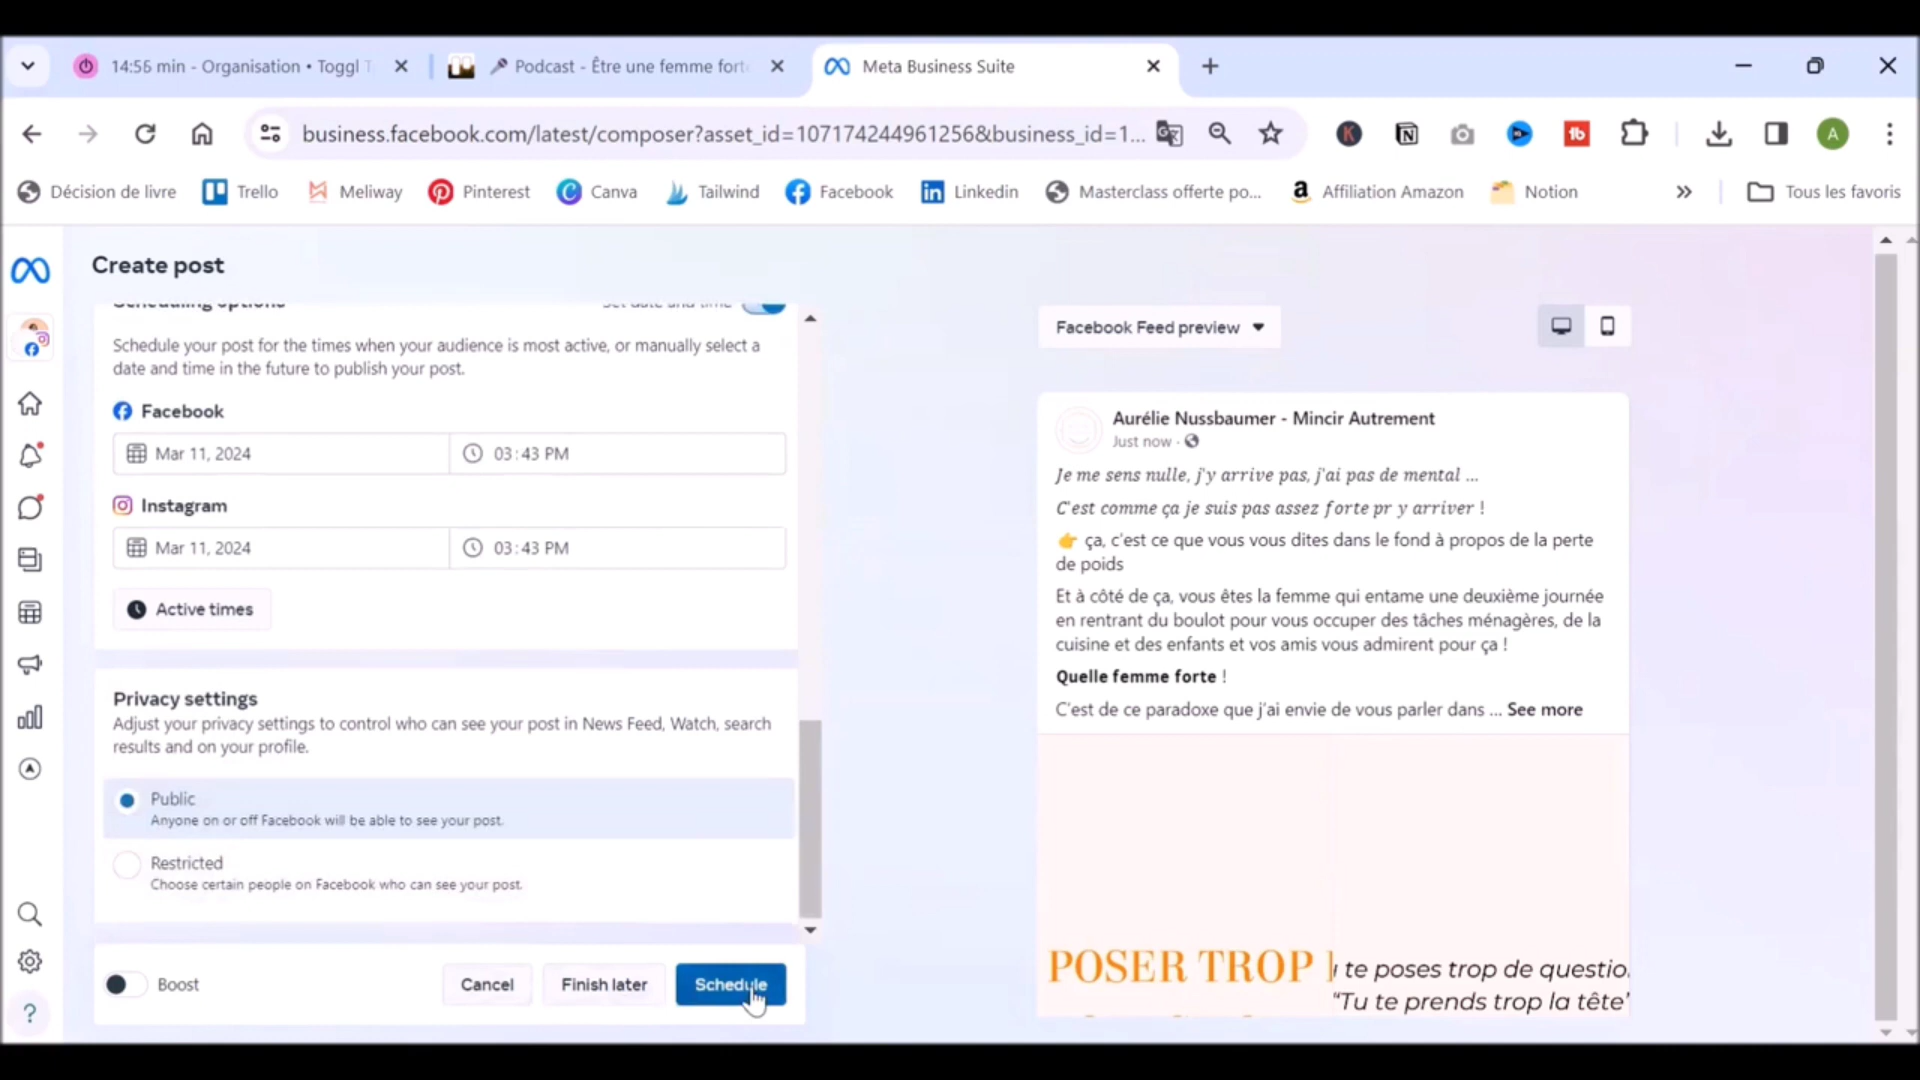 14:56 min - Organisation • Toggl T
Podcast - Être une femme forte
Meta Business Suite
business.facebook.com/latest/composer?asset_id=107174244961256&business_id=1...
K
N
tb
A
Décision de livre
Trello
Meliway
Pinterest
Canva
Tailwind
Facebook
Linkedin
Masterclass offerte po...
Affiliation Amazon
Notion
Tous les favoris
Create post
Scheduling options
Set date and time
Schedule your post for the times when your audience is most active, or manually select a
date and time in the future to publish your post.
Facebook
Mar 11, 2024
03:43 PM
Instagram
Mar 11, 2024
03:43 PM
Active times
Privacy settings
Adjust your privacy settings to control who can see your post in News Feed, Watch, search
results and on your profile.
Public
Anyone on or off Facebook will be able to see your post.
Restricted
Choose certain people on Facebook who can see your post.
Boost
Cancel
Finish later
Schedule
Facebook Feed preview
Aurélie Nussbaumer - Mincir Autrement
Just now ·
Je me sens nulle, j'y arrive pas, j'ai pas de mental ...
C'est comme ça je suis pas assez forte pr y arriver !
👉 ça, c'est ce que vous vous dites dans le fond à propos de la perte
de poids
Et à côté de ça, vous êtes la femme qui entame une deuxième journée
en rentrant du boulot pour vous occuper des tâches ménagères, de la
cuisine et des enfants et vos amis vous admirent pour ça !
Quelle femme forte !
C'est de ce paradoxe que j'ai envie de vous parler dans ... See more
POSER TROP
te poses trop de questio
"Tu te prends trop la tête"